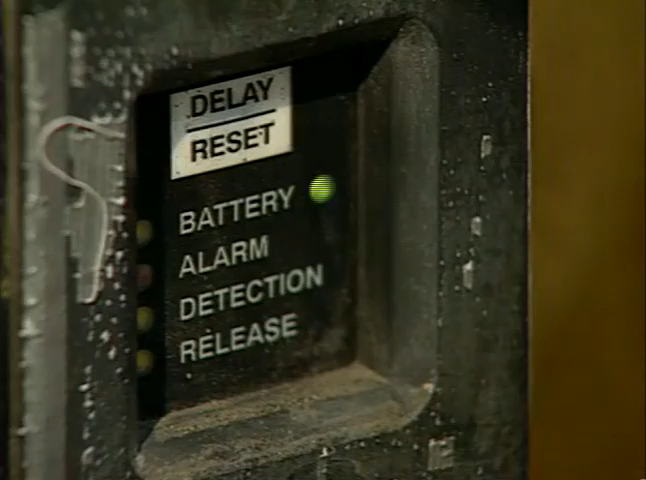 DELAY
RESET
BATTERY
ALARM
DETECTION
RELEASE